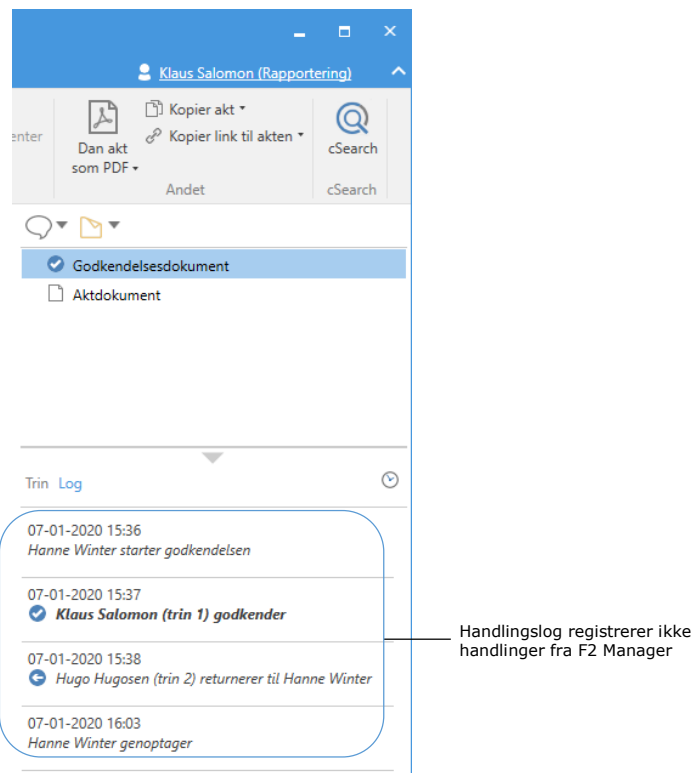 Klaus Salomon (Rapportering)
enter
Dan akt
som PDF
Kopier akt
Kopier link til akten
Andet
cSearch
cSearch
Godkendelsesdokument
Aktdokument
Trin Log
07-01-2020 15:36
Hanne Winter starter godkendelsen
07-01-2020 15:37
Klaus Salomon (trin 1) godkender
07-01-2020 15:38
Hugo Hugosen (trin 2) returnerer til Hanne Winter
07-01-2020 16:03
Hanne Winter genoptager
Handlingslog registrerer ikke
handlinger fra F2 Manager